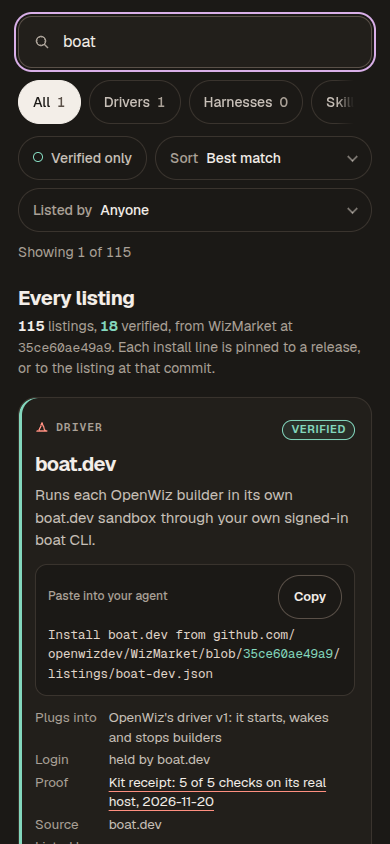 boat
All 1 Drivers 1 Harnesses 0 Skill
Verified only Sort Best match
Listed by Anyone
Showing 1 of 115
Every listing
115 listings, 18 verified, from WizMarket at
35ce60ae49a9. Each install line is pinned to a release,
or to the listing at that commit.
DRIVER VERIFIED
boat.dev
Runs each OpenWiz builder in its own
boat.dev sandbox through your own signed-in
boat CLI.
Paste into your agent Copy
Install boat.dev from github.com/
openwizdev/WizMarket/blob/35ce60ae49a9/
listings/boat-dev.json
Plugs into OpenWiz's driver v1: it starts, wakes
and stops builders
Login held by boat.dev
Proof Kit receipt: 5 of 5 checks on its real
host, 2026-11-20
Source boat.dev